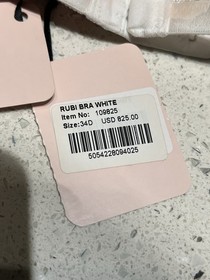 RUBI BRA WHITE
Item No: 109825
Size:34D USD 825.00
5054228094025